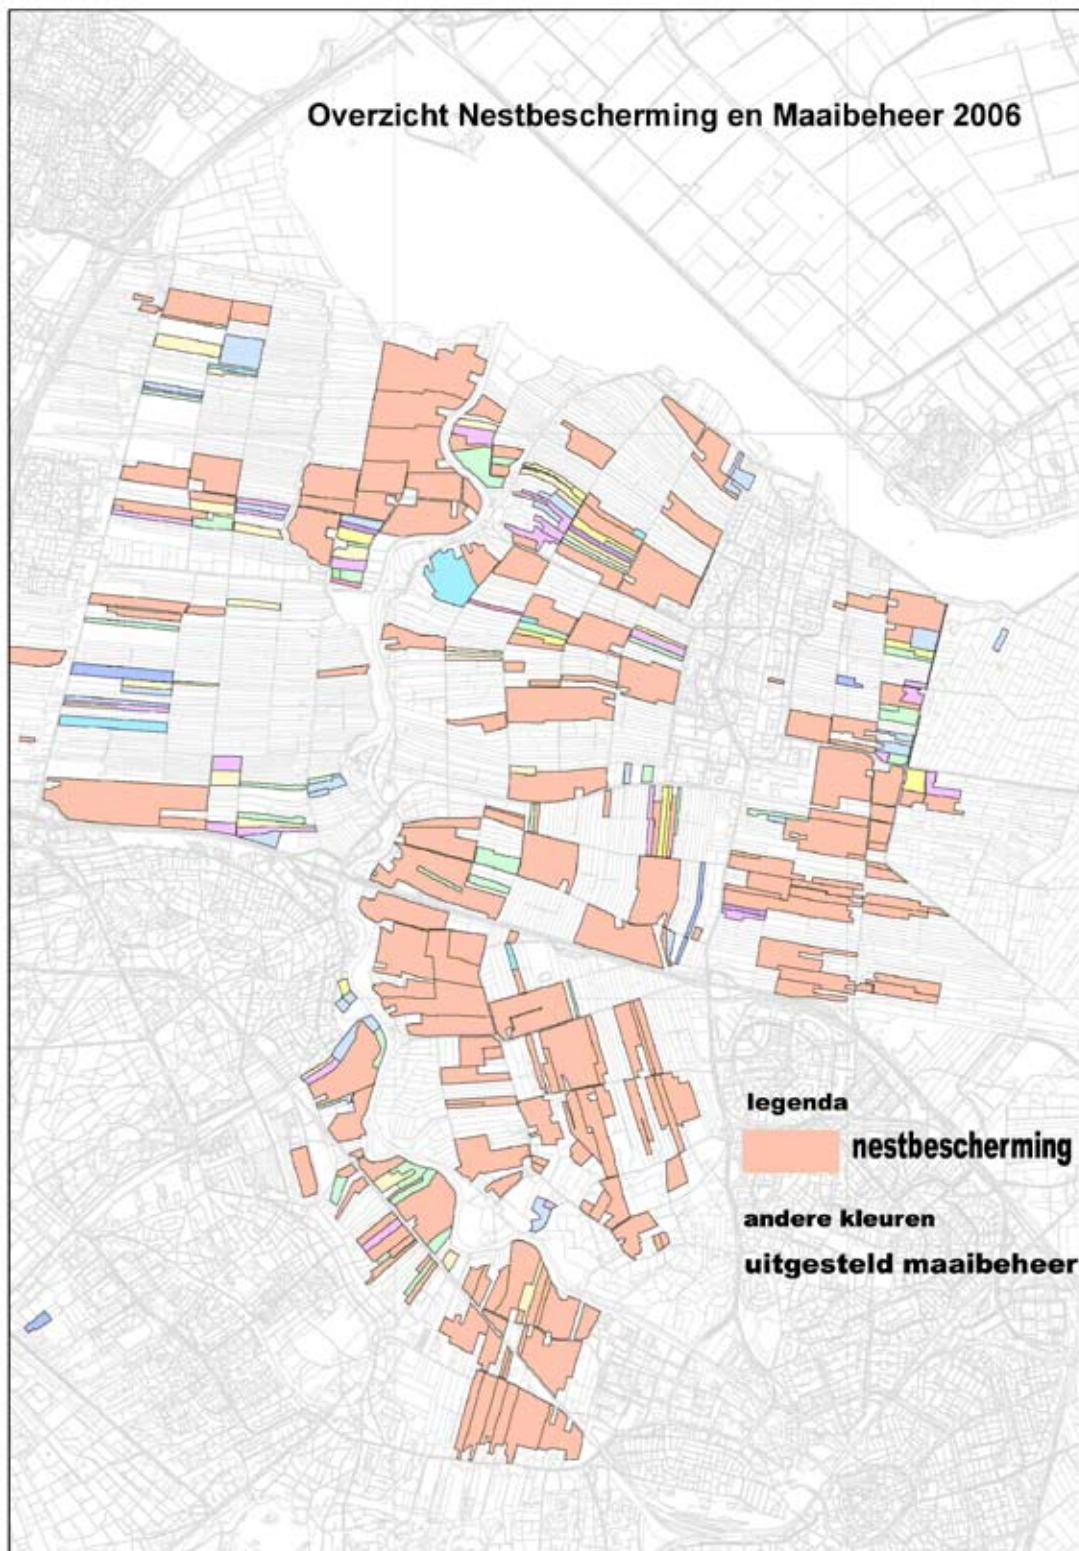 Overzicht Nestbescherming en Maaibeheer 2006
legenda
nestbescherming
andere kleuren
uitgesteld maaibeheer